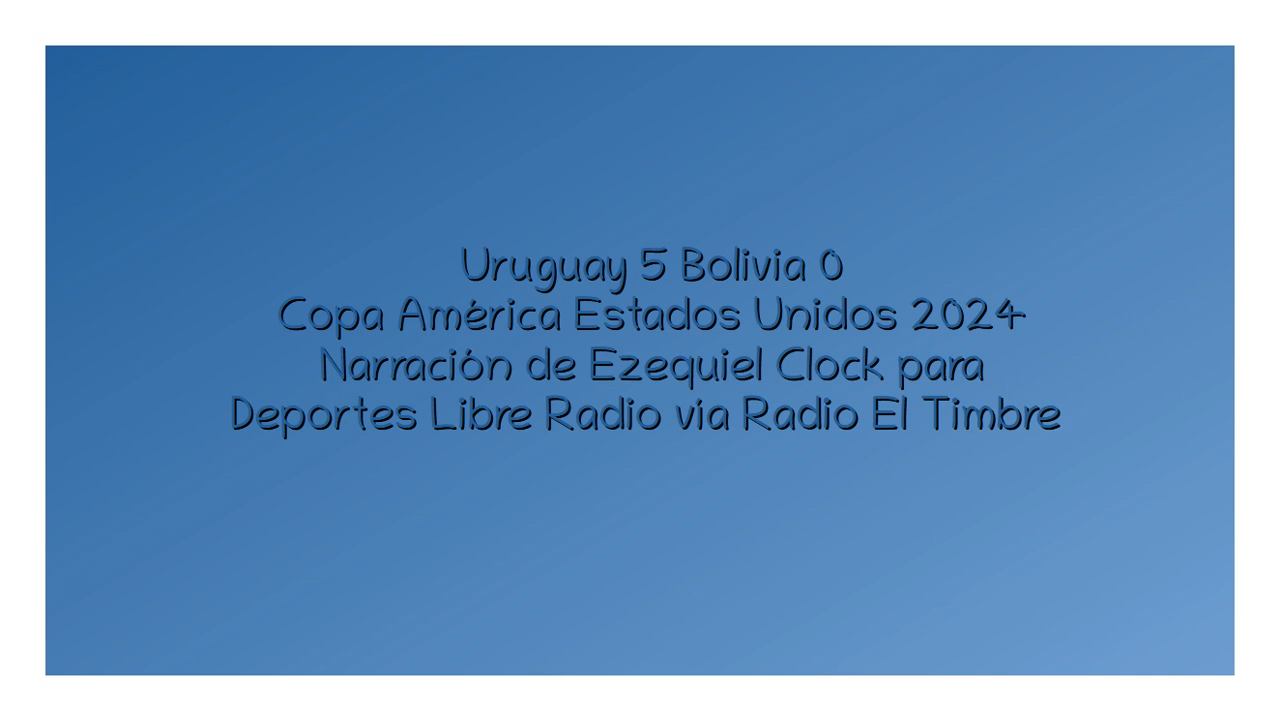 Uruguay 5 Bolivia 0
Copa América Estados Unidos 2024
Narración de Ezequiel Clock para
Deportes Libre Radio vía Radio El Timbre